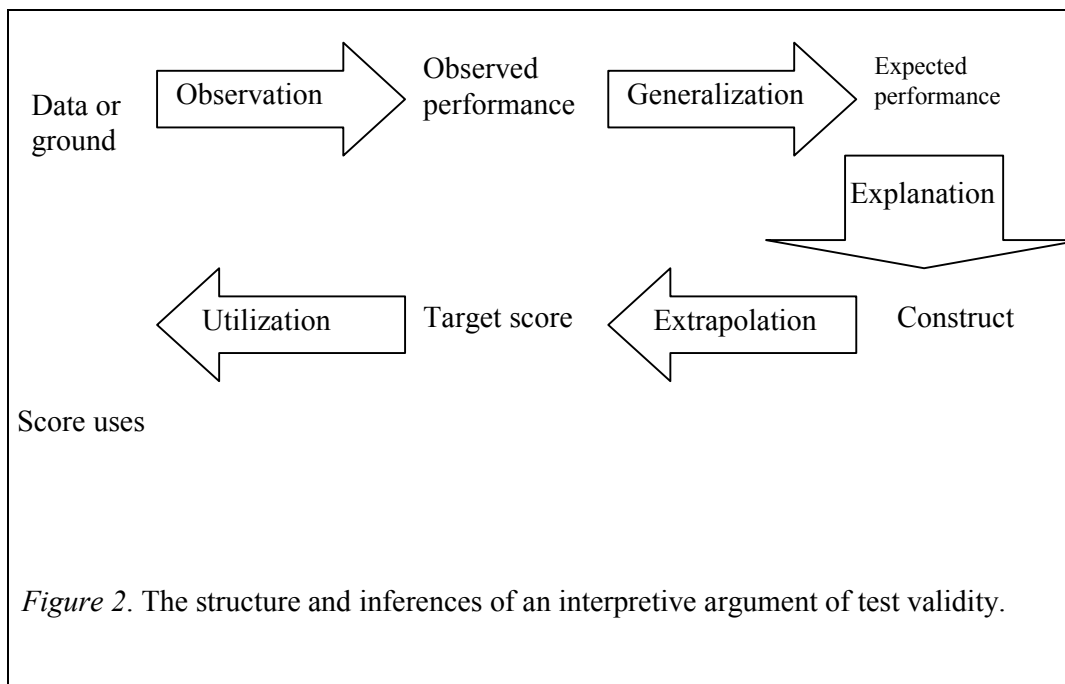 Data or
ground
Observation
Observed
performance
Generalization
Expected
performance
Explanation
Construct
Extrapolation
Target score
Utilization
Score uses
Figure 2. The structure and inferences of an interpretive argument of test validity.